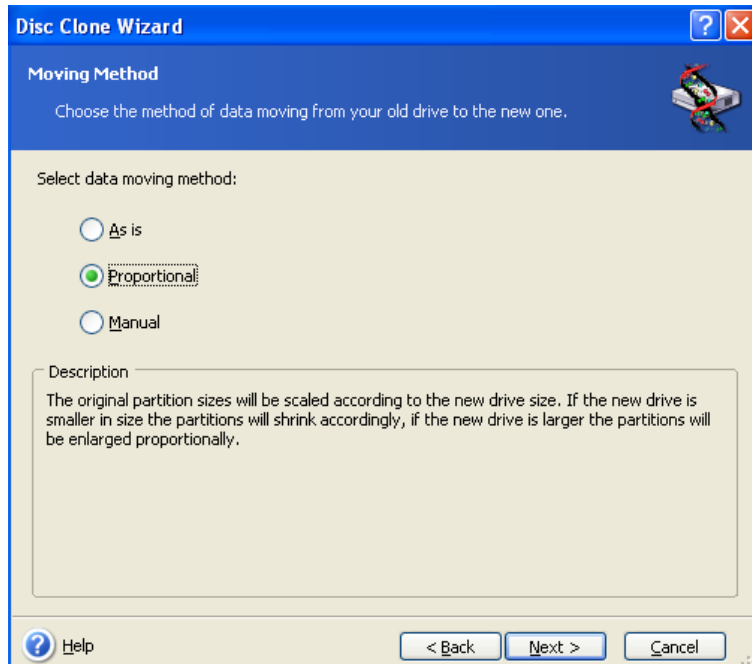 Disc Clone Wizard
?
X
Moving Method
Choose the method of data moving from your old drive to the new one.
Select data moving method:
As is
Proportional
Manual
Description
The original partition sizes will be scaled according to the new drive size. If the new drive is
smaller in size the partitions will shrink accordingly, if the new drive is larger the partitions will
be enlarged proportionally.
? Help
< Back
Next >
Cancel